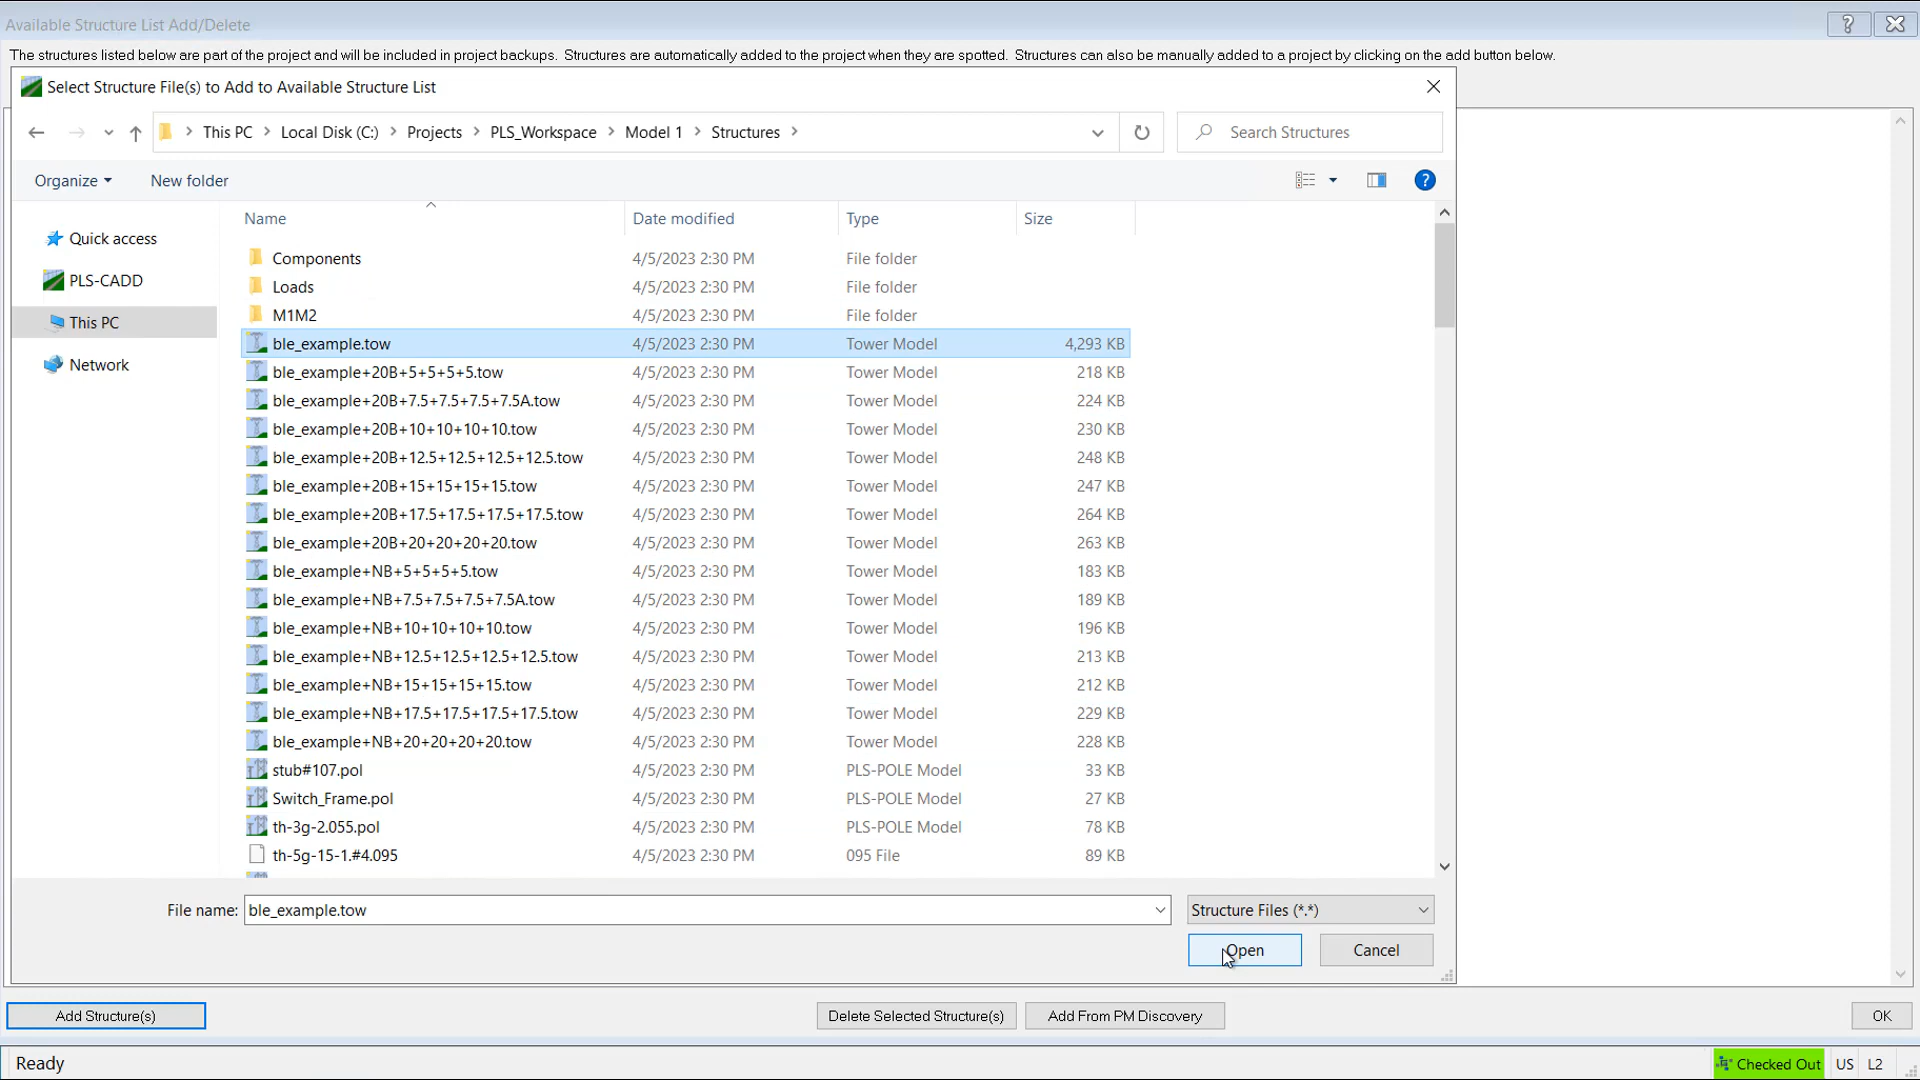 Available Structure List Add/Delete
The structures listed below are part of the project and will be included in project backups. Structures are automatically added to the project when they are spotted. Structures can also be manually added to a project by clicking on the add button below.
Select Structure File(s) to Add to Available Structure List
This PC > Local Disk (C:) > Projects > PLS_Workspace > Model 1 > Structures >
Search Structures
Organize New folder
?
Name Date modified Type Size
Quick access
PLS-CADD
This PC
Network
Components 4/5/2023 2:30 PM File folder
Loads 4/5/2023 2:30 PM File folder
M1M2 4/5/2023 2:30 PM File folder
ble_example.tow 4/5/2023 2:30 PM Tower Model 4,293 KB
ble_example+20B+5+5+5+5.tow 4/5/2023 2:30 PM Tower Model 218 KB
ble_example+20B+7.5+7.5+7.5+7.5A.tow 4/5/2023 2:30 PM Tower Model 224 KB
ble_example+20B+10+10+10+10.tow 4/5/2023 2:30 PM Tower Model 230 KB
ble_example+20B+12.5+12.5+12.5+12.5.tow 4/5/2023 2:30 PM Tower Model 248 KB
ble_example+20B+15+15+15+15.tow 4/5/2023 2:30 PM Tower Model 247 KB
ble_example+20B+17.5+17.5+17.5+17.5.tow 4/5/2023 2:30 PM Tower Model 264 KB
ble_example+20B+20+20+20+20.tow 4/5/2023 2:30 PM Tower Model 263 KB
ble_example+NB+5+5+5+5.tow 4/5/2023 2:30 PM Tower Model 183 KB
ble_example+NB+7.5+7.5+7.5+7.5A.tow 4/5/2023 2:30 PM Tower Model 189 KB
ble_example+NB+10+10+10+10.tow 4/5/2023 2:30 PM Tower Model 196 KB
ble_example+NB+12.5+12.5+12.5+12.5.tow 4/5/2023 2:30 PM Tower Model 213 KB
ble_example+NB+15+15+15+15.tow 4/5/2023 2:30 PM Tower Model 212 KB
ble_example+NB+17.5+17.5+17.5+17.5.tow 4/5/2023 2:30 PM Tower Model 229 KB
ble_example+NB+20+20+20+20.tow 4/5/2023 2:30 PM Tower Model 228 KB
stub#107.pol 4/5/2023 2:30 PM PLS-POLE Model 33 KB
Switch_Frame.pol 4/5/2023 2:30 PM PLS-POLE Model 27 KB
th-3g-2.055.pol 4/5/2023 2:30 PM PLS-POLE Model 78 KB
th-5g-15-1.#4.095 4/5/2023 2:30 PM 095 File 89 KB
File name: ble_example.tow Structure Files (*.*)
Open Cancel
Add Structure(s) Delete Selected Structure(s) Add From PM Discovery OK
Ready Checked Out US L2